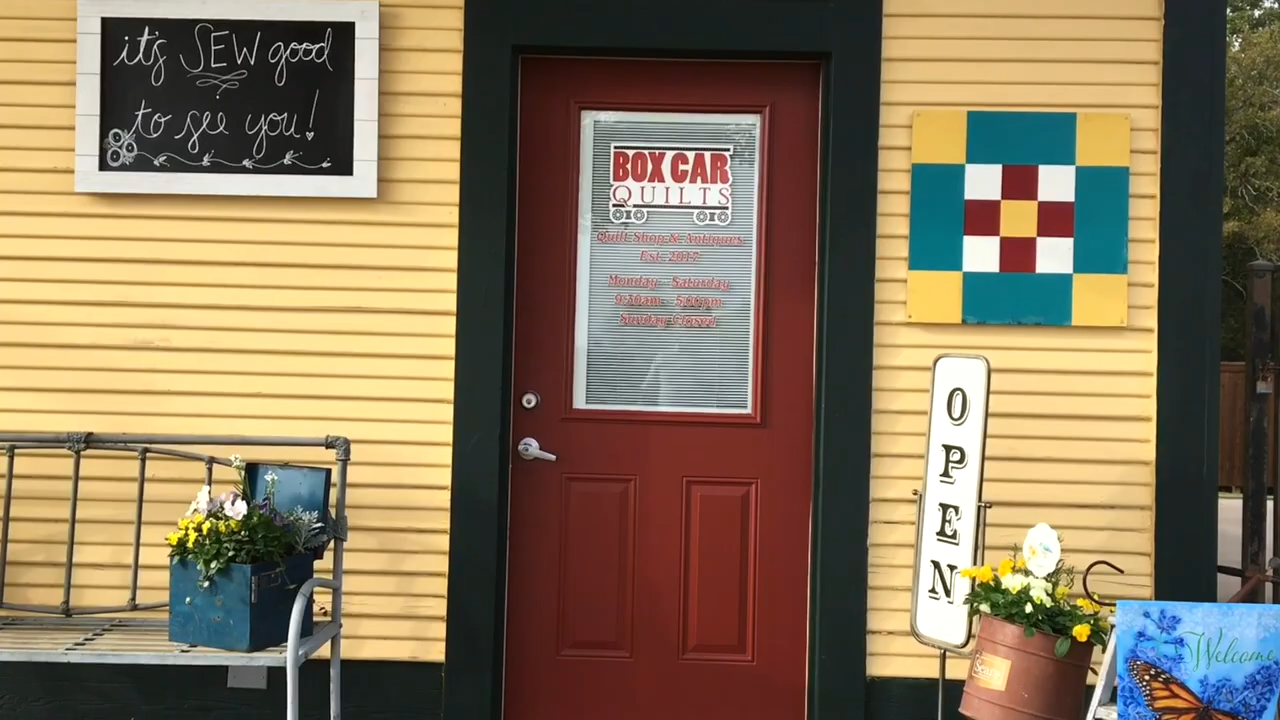 it's SEW good
to see you!
BOX CAR
QUILTS
Quilt Shop & Antiques
Est. 2017
Monday - Saturday
9:30am - 5:00pm
Sunday Closed
OPEN
Sears
Welcome